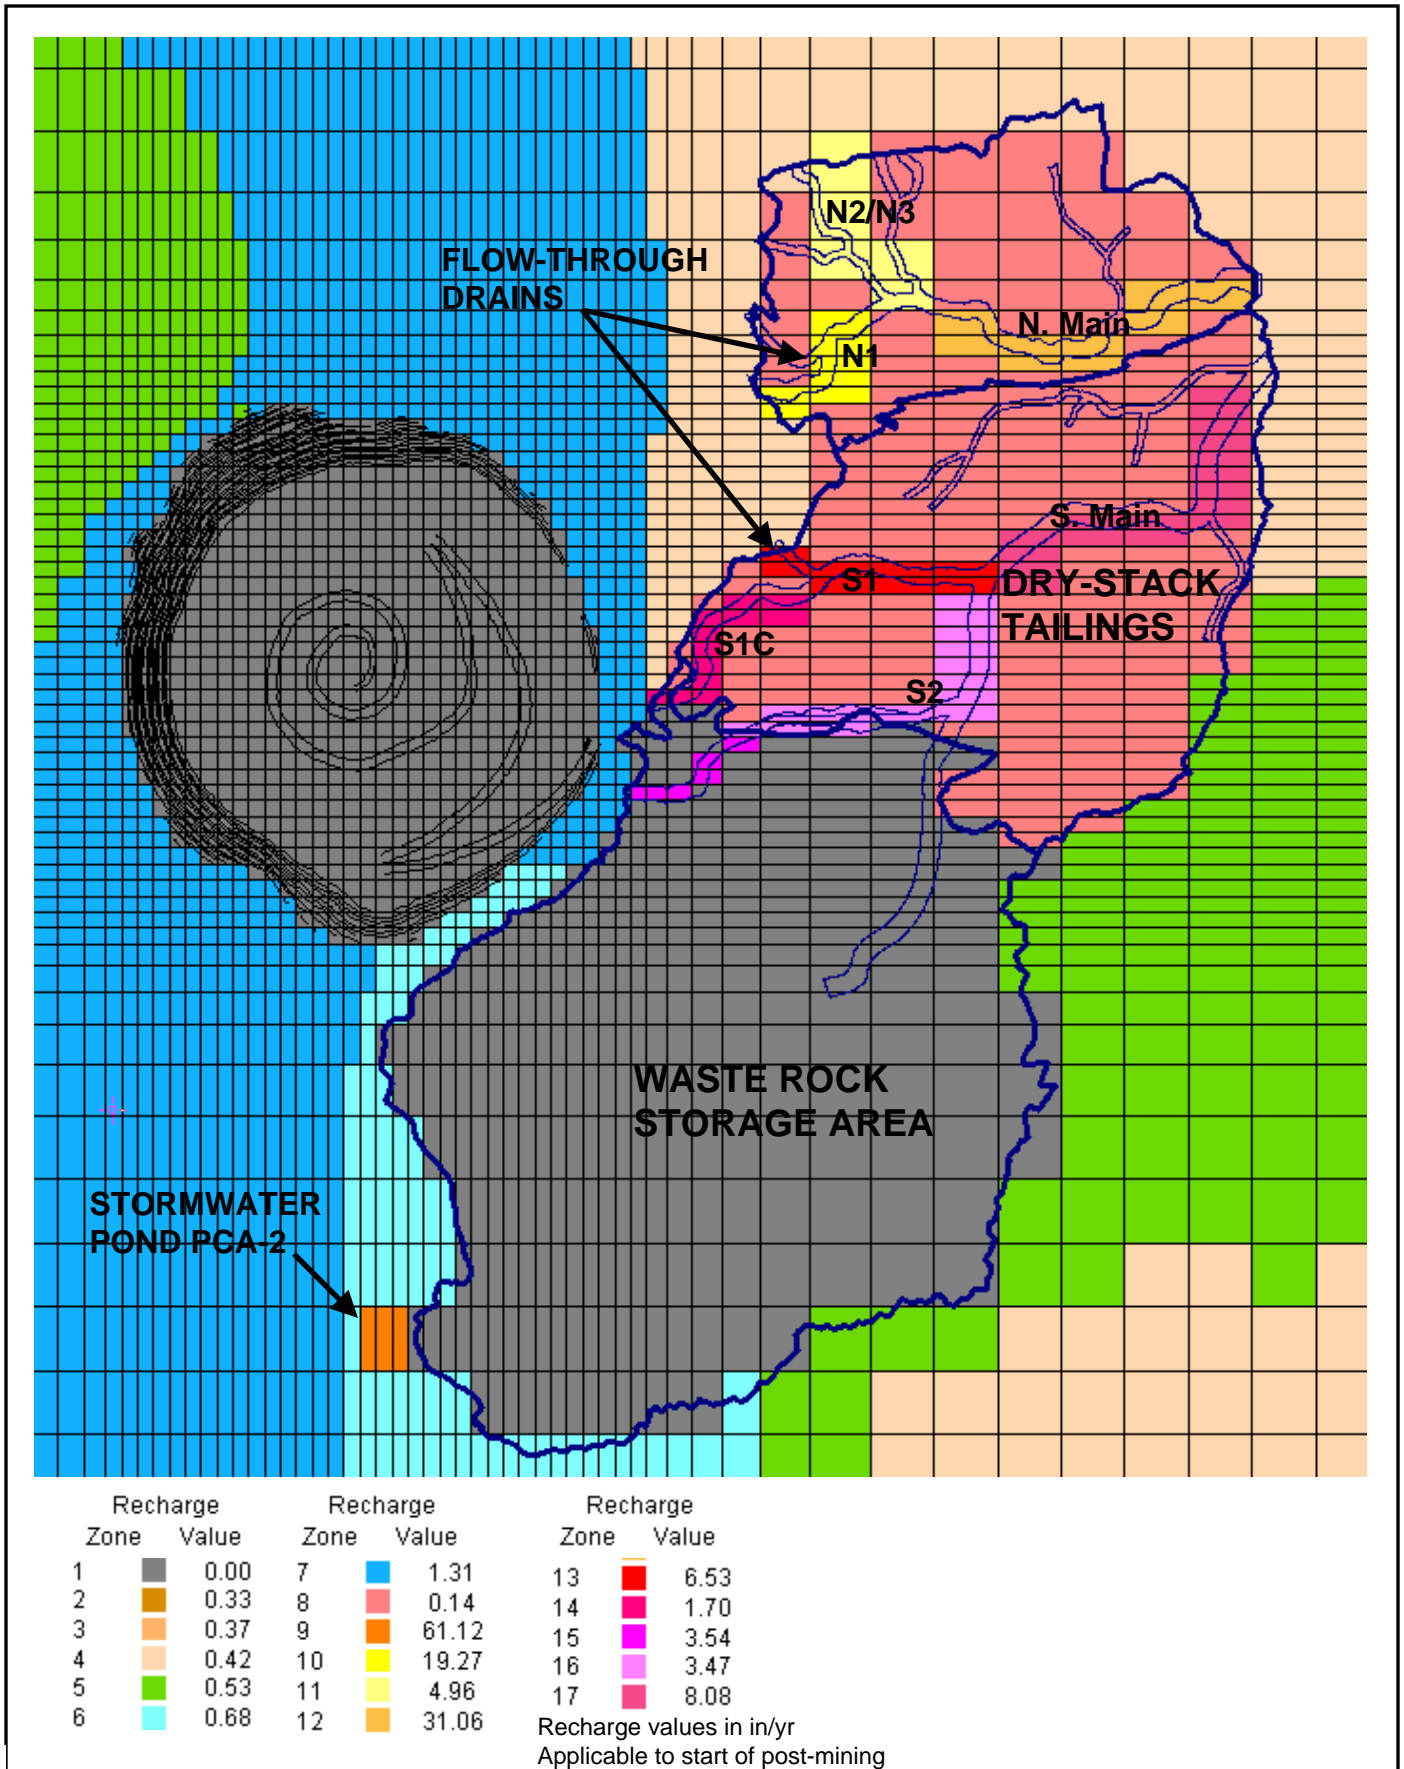 N2/N3
FLOW-THROUGH
DRAINS
N. Main
N1
S. Main
S1
DRY-STACK
TAILINGS
S1C
S2
WASTE ROCK
STORAGE AREA
STORMWATER
POND PCA-2
Recharge Recharge Recharge
Zone Value Zone Value Zone Value
1 0.00 7 1.31 13 6.53
2 0.33 8 0.14 14 1.70
3 0.37 9 61.12 15 3.54
4 0.42 10 19.27 16 3.47
5 0.53 11 4.96 17 8.08
6 0.68 12 31.06
Recharge values in in/yr
Applicable to start of post-mining